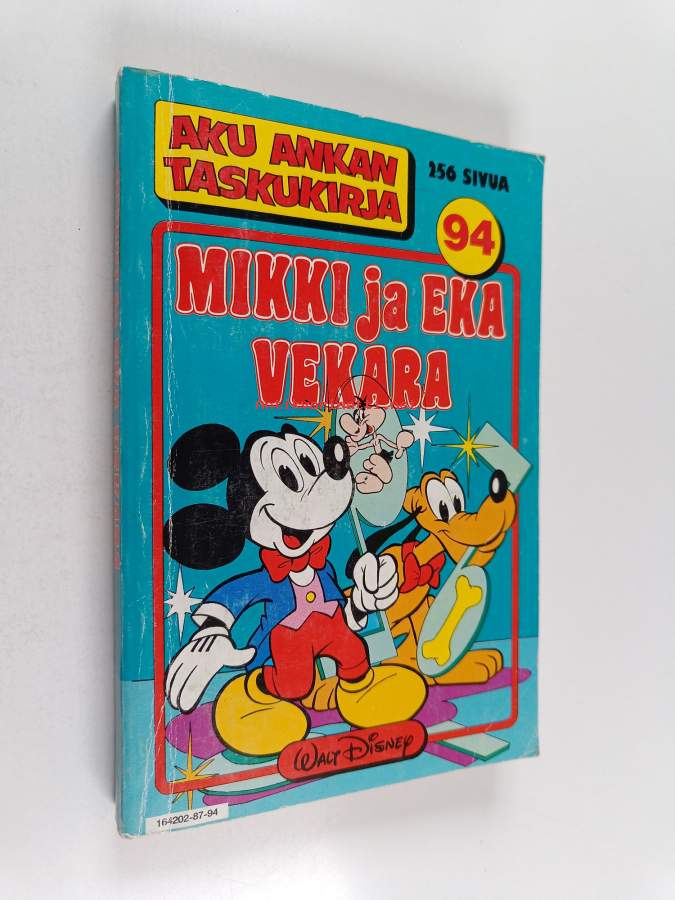 AKU ANKAN
TASKUKIRJA
256 SIVUA
94
MIKKI ja EKA
VEKARA
WALT DISNEY
164202-87-94